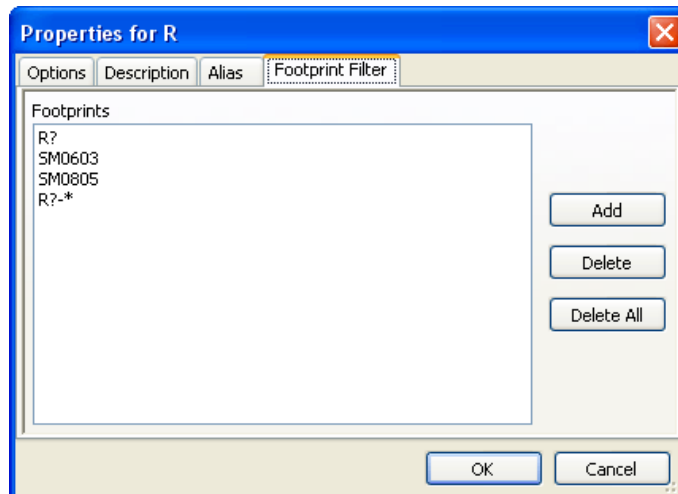 Properties for R
Options Description Alias Footprint Filter
Footprints
R?
SM0603
SM0805
R?-*
Add
Delete
Delete All
OK Cancel